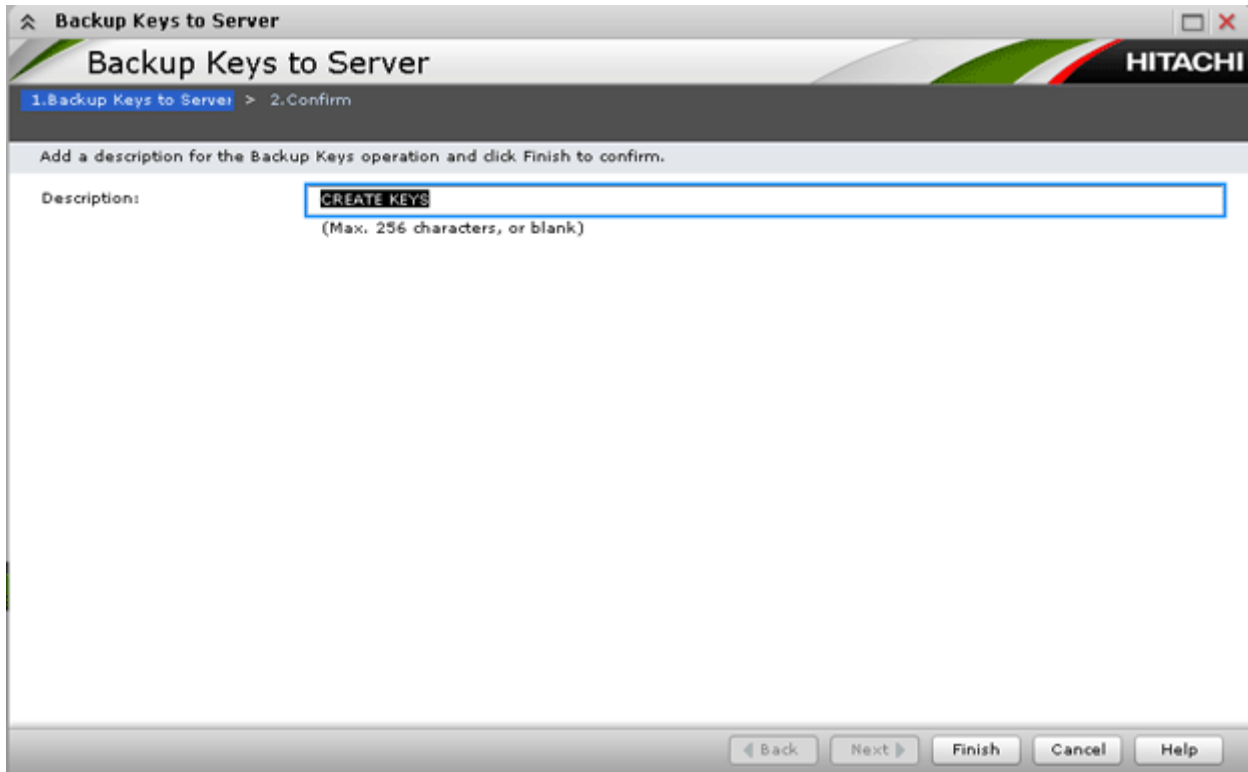 Backup Keys to Server
Backup Keys to Server
HITACHI
1.Backup Keys to Server > 2.Confirm
Add a description for the Backup Keys operation and click Finish to confirm.
Description: CREATE KEYS
(Max. 256 characters, or blank)
Back Next Finish Cancel Help